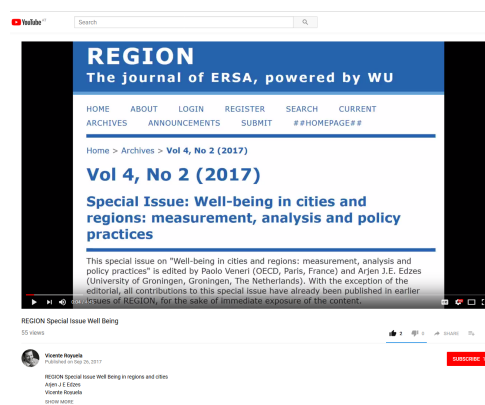 YouTube AT
Search
REGION
The journal of ERSA, powered by WU
HOME ABOUT LOGIN REGISTER SEARCH CURRENT
ARCHIVES ANNOUNCEMENTS SUBMIT ##HOMEPAGE##
Home > Archives > Vol 4, No 2 (2017)
Vol 4, No 2 (2017)
Special Issue: Well-being in cities and
regions: measurement, analysis and policy
practices
This special issue on "Well-being in cities and regions: measurement, analysis and
policy practices" is edited by Paolo Veneri (OECD, Paris, France) and Arjen J.E. Edzes
(University of Groningen, Groningen, The Netherlands). With the exception of the
editorial, all contributions to this special issue have already been published in earlier
issues of REGION, for the sake of immediate exposure of the content.
REGION Special Issue Well Being
55 views
2 0 SHARE
Vicente Royuela
Published on Sep 26, 2017
SUBSCRIBE
REGION Special Issue Well Being in regions and cities
Arjen J E Edzes
Vicente Royuela
SHOW MORE